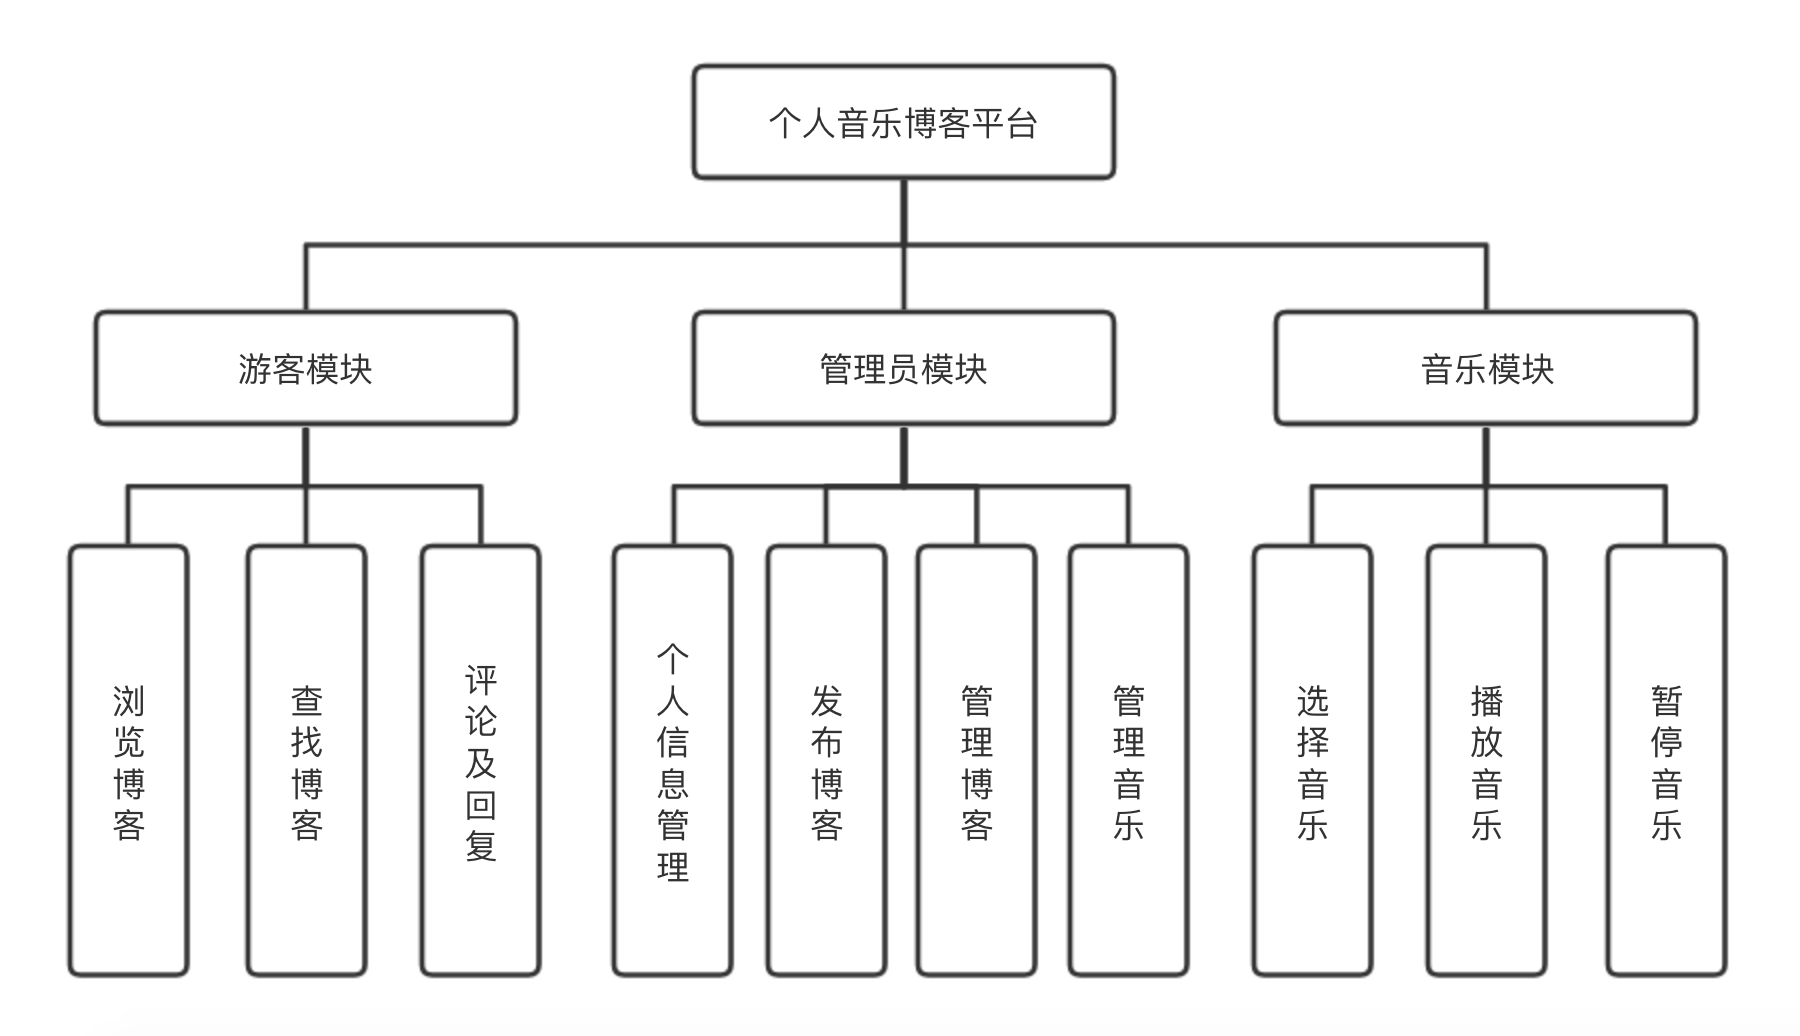 个人音乐博客平台
游客模块
管理员模块
音乐模块
浏览博客
查找博客
评论及回复
个人信息管理
发布博客
管理博客
管理音乐
选择音乐
播放音乐
暂停音乐